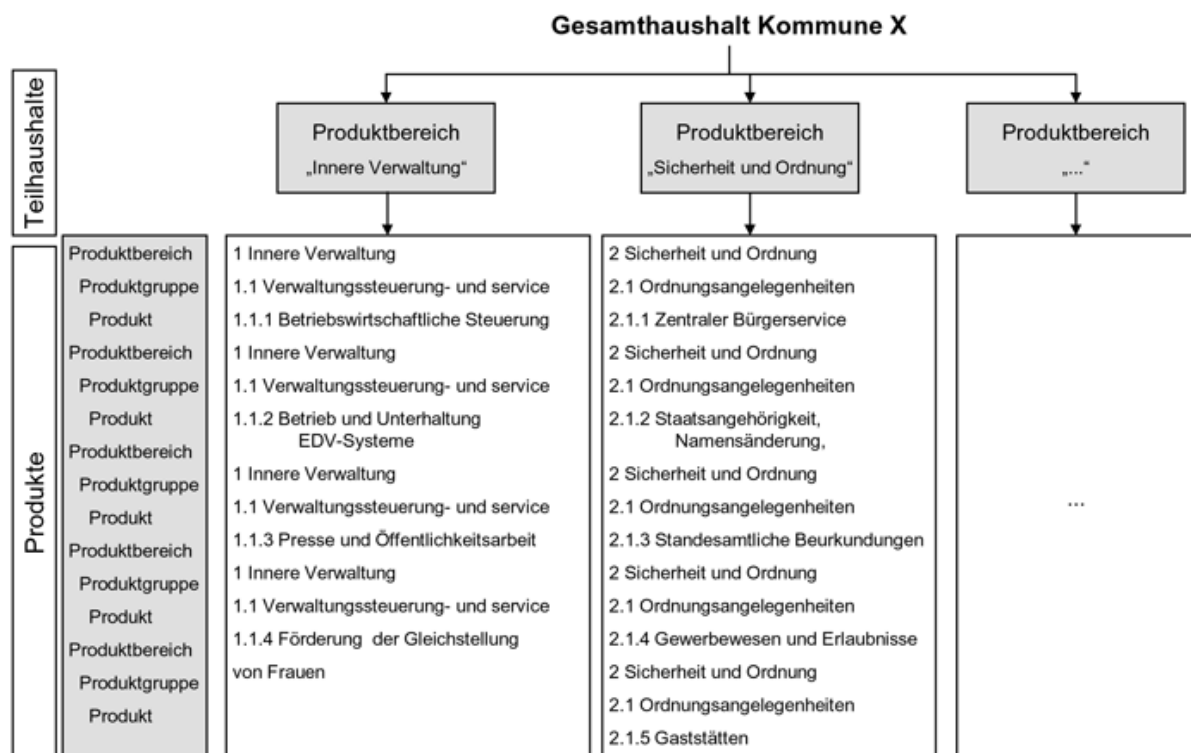 Gesamthaushalt Kommune X
Teilhaushalte
Produktbereich
„Innere Verwaltung“
Produktbereich
„Sicherheit und Ordnung“
Produktbereich
„...“
Produkte
Produktbereich
Produktgruppe
Produkt
Produktbereich
Produktgruppe
Produkt
Produktbereich
Produktgruppe
Produkt
Produktbereich
Produktgruppe
Produkt
Produktbereich
Produktgruppe
Produkt
1 Innere Verwaltung
1.1 Verwaltungssteuerung- und service
1.1.1 Betriebswirtschaftliche Steuerung
1 Innere Verwaltung
1.1 Verwaltungssteuerung- und service
1.1.2 Betrieb und Unterhaltung
EDV-Systeme
1 Innere Verwaltung
1.1 Verwaltungssteuerung- und service
1.1.3 Presse und Öffentlichkeitsarbeit
1 Innere Verwaltung
1.1 Verwaltungssteuerung- und service
1.1.4 Förderung der Gleichstellung
von Frauen
2 Sicherheit und Ordnung
2.1 Ordnungsangelegenheiten
2.1.1 Zentraler Bürgerservice
2 Sicherheit und Ordnung
2.1 Ordnungsangelegenheiten
2.1.2 Staatsangehörigkeit,
Namensänderung,
2 Sicherheit und Ordnung
2.1 Ordnungsangelegenheiten
2.1.3 Standesamtliche Beurkundungen
2 Sicherheit und Ordnung
2.1 Ordnungsangelegenheiten
2.1.4 Gewerbewesen und Erlaubnisse
2 Sicherheit und Ordnung
2.1 Ordnungsangelegenheiten
2.1.5 Gaststätten
...